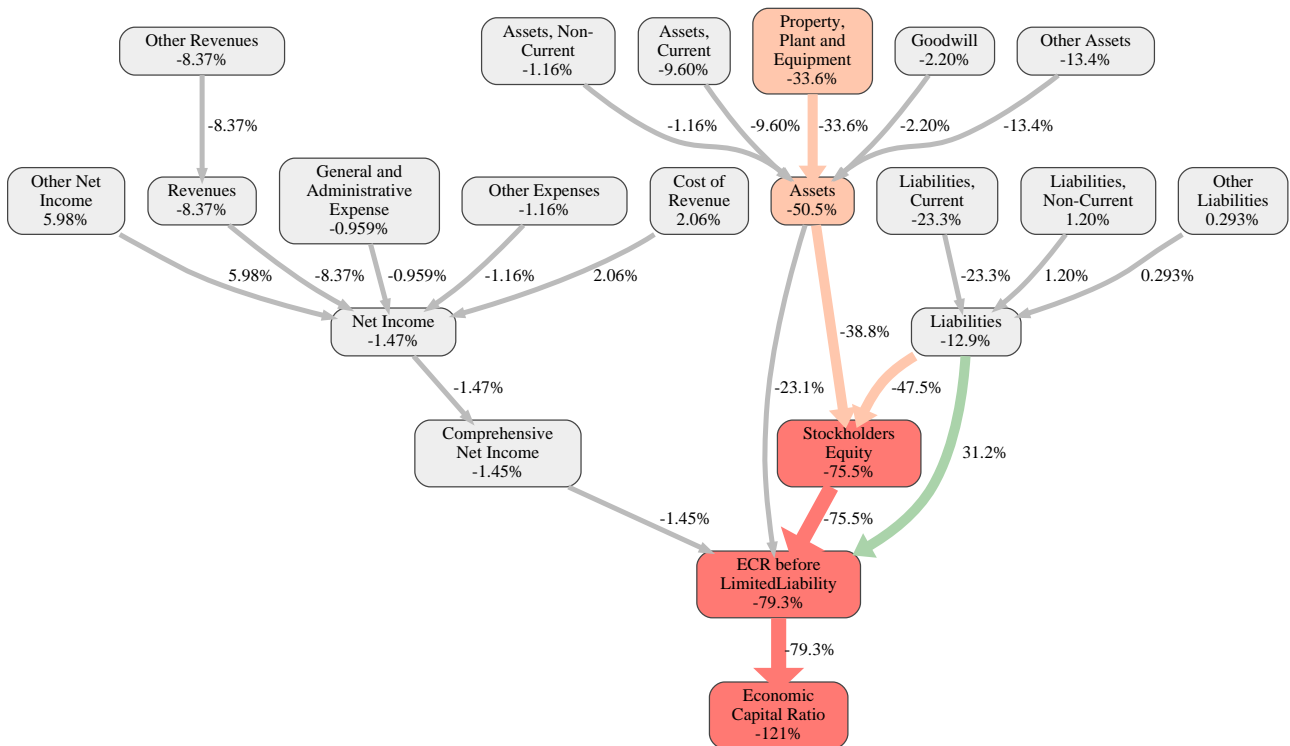 Other Revenues
-8.37%
Assets, Non-
Current
-1.16%
Assets,
Current
-9.60%
Property,
Plant and
Equipment
-33.6%
Goodwill
-2.20%
Other Assets
-13.4%
-8.37%
-1.16%
-9.60%
-33.6%
-2.20%
-13.4%
Other Net
Income
5.98%
Revenues
-8.37%
General and
Administrative
Expense
-0.959%
Other Expenses
-1.16%
Cost of
Revenue
2.06%
Assets
-50.5%
Liabilities,
Current
-23.3%
Liabilities,
Non-Current
1.20%
Other
Liabilities
0.293%
5.98%
-8.37%
-0.959%
-1.16%
2.06%
-23.3%
1.20%
0.293%
Net Income
-1.47%
-38.8%
Liabilities
-12.9%
-1.47%
-23.1%
-47.5%
Comprehensive
Net Income
-1.45%
Stockholders
Equity
-75.5%
31.2%
-1.45%
-75.5%
ECR before
LimitedLiability
-79.3%
-79.3%
Economic
Capital Ratio
-121%